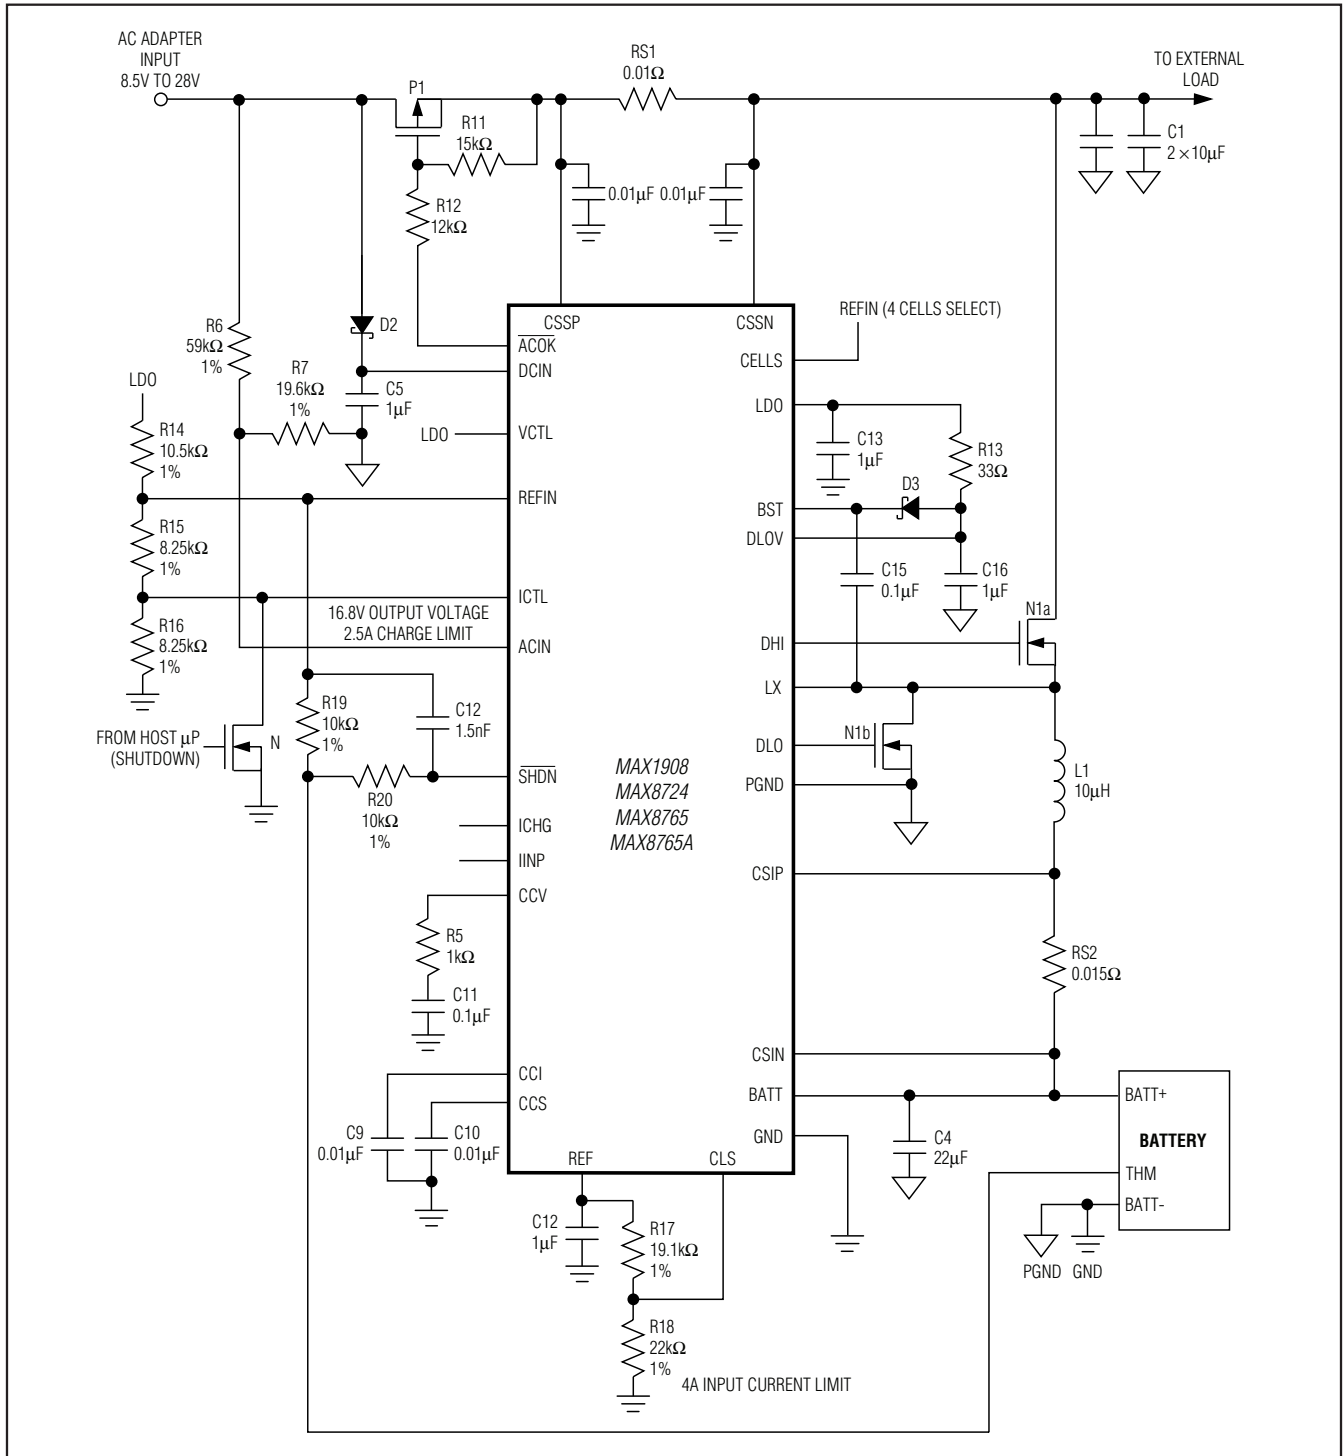 AC ADAPTER
INPUT
8.5V TO 28V
P1
RS1
0.01Ω
TO EXTERNAL
LOAD
R11
15kΩ
C1
2 × 10µF
R12
12kΩ
0.01µF
0.01µF
R6
59kΩ
1%
D2
CSSP
CSSN
REFIN (4 CELLS SELECT)
ACOK
CELLS
DCIN
R7
19.6kΩ
1%
C5
1µF
LDO
LDO
VCTL
LDO
R14
10.5kΩ
1%
C13
1µF
R13
33Ω
REFIN
BST
D3
DLOV
R15
8.25kΩ
1%
C15
0.1µF
C16
1µF
ICTL
16.8V OUTPUT VOLTAGE
2.5A CHARGE LIMIT
N1a
R16
8.25kΩ
1%
ACIN
DHI
LX
R19
10kΩ
1%
C12
1.5nF
FROM HOST µP
(SHUTDOWN)
N
N1b
DLO
SHDN
PGND
L1
10µH
R20
10kΩ
1%
MAX1908
MAX8724
MAX8765
MAX8765A
ICHG
IINP
CSIP
CCV
R5
1kΩ
RS2
0.015Ω
C11
0.1µF
CSIN
CCI
BATT
BATT+
CCS
C9
0.01µF
C10
0.01µF
GND
C4
22µF
BATTERY
REF
CLS
THM
BATT-
C12
1µF
R17
19.1kΩ
1%
PGND
GND
R18
22kΩ
1%
4A INPUT CURRENT LIMIT